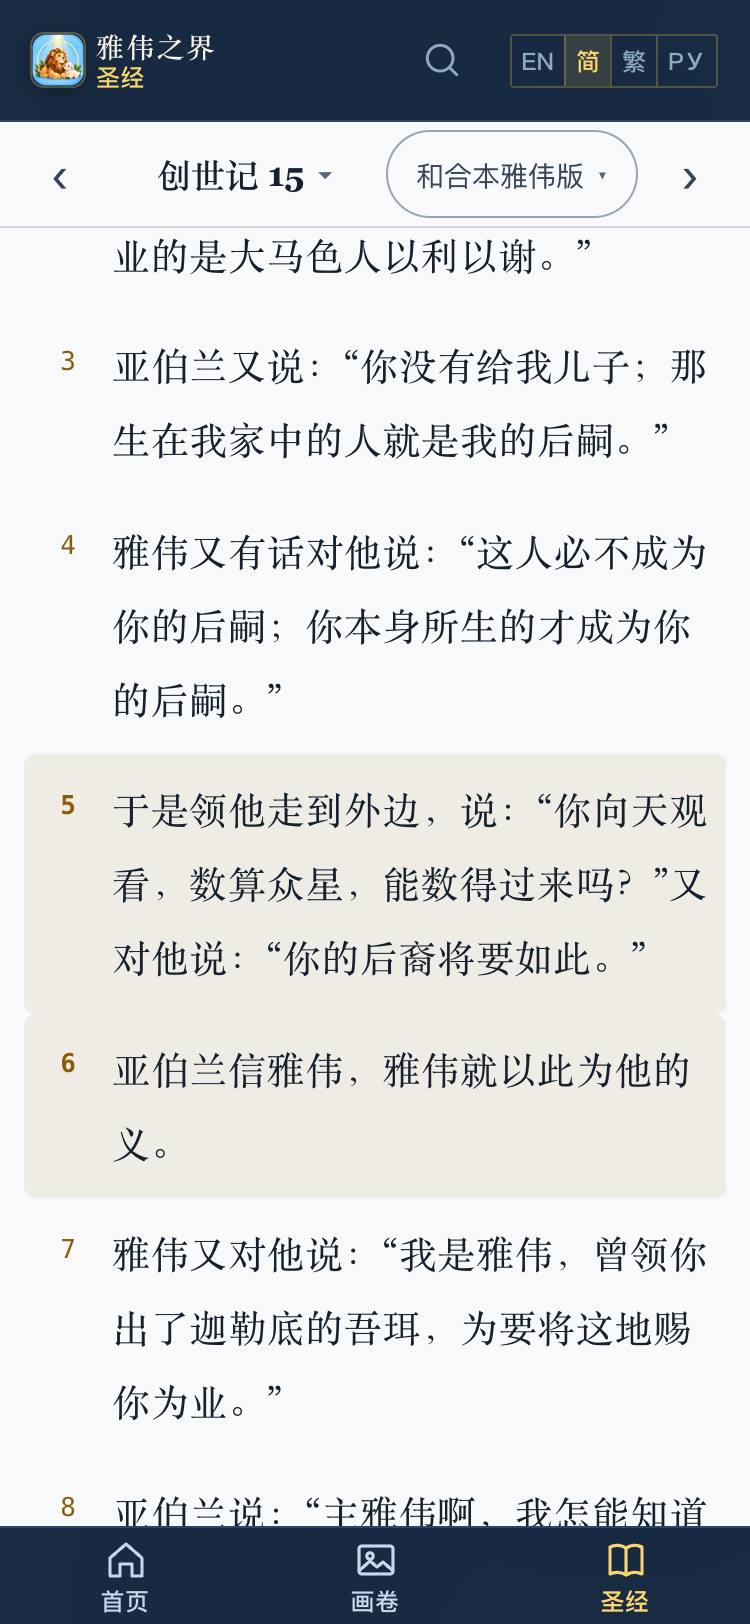 雅伟之界
圣经
EN 简 繁 РУ
‹ 创世记 15 和合本雅伟版 ›
业的是大马色人以利以谢。”
3 亚伯兰又说：“你没有给我儿子；那
生在我家中的人就是我的后嗣。”
4 雅伟又有话对他说：“这人必不成为
你的后嗣；你本身所生的才成为你
的后嗣。”
5 于是领他走到外边，说：“你向天观
看，数算众星，能数得过来吗？”又
对他说：“你的后裔将要如此。”
6 亚伯兰信雅伟，雅伟就以此为他的
义。
7 雅伟又对他说：“我是雅伟，曾领你
出了迦勒底的吾珥，为要将这地赐
你为业。”
8 亚伯兰说：“主雅伟啊，我怎能知道
首页 画卷 圣经